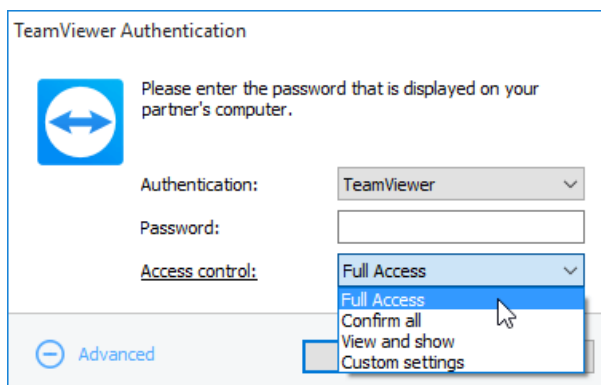 TeamViewer Authentication
Please enter the password that is displayed on your
partner's computer.
Authentication: TeamViewer
Password:
Access control: Full Access
Full Access
Confirm all
View and show
Custom settings
Advanced